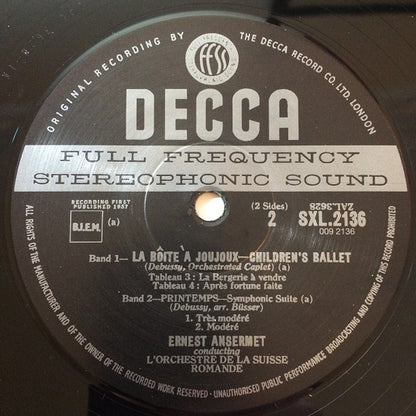 ORIGINAL RECORDING BY
THE DECCA RECORD CO. LTD. LONDON
ffss
DECCA
FULL FREQUENCY
STEREOPHONIC SOUND
RECORDING FIRST
PUBLISHED 1957
B.I.E.M. (a)
(2 Sides)
2
ZAL.3628
SXL.2136
009 2136
Band 1—LA BOÎTE À JOUJOUX—CHILDREN'S BALLET
(Debussy, Orchestrated Caplet) (a)
Tableau 3 : La Bergerie à vendre
Tableau 4 : Après fortune faite
Band 2—PRINTEMPS—Symphonic Suite (a)
(Debussy, arr. Büsser)
1. Très modéré
2. Modéré
ERNEST ANSERMET
conducting
L'ORCHESTRE DE LA SUISSE
ROMANDE
ALL RIGHTS OF THE MANUFACTURER AND OF THE OWNER OF THE RECORDED WORK RESERVED · UNAUTHORISED PUBLIC PERFORMANCE BROADCASTING AND COPYING OF THIS RECORD PROHIBITED